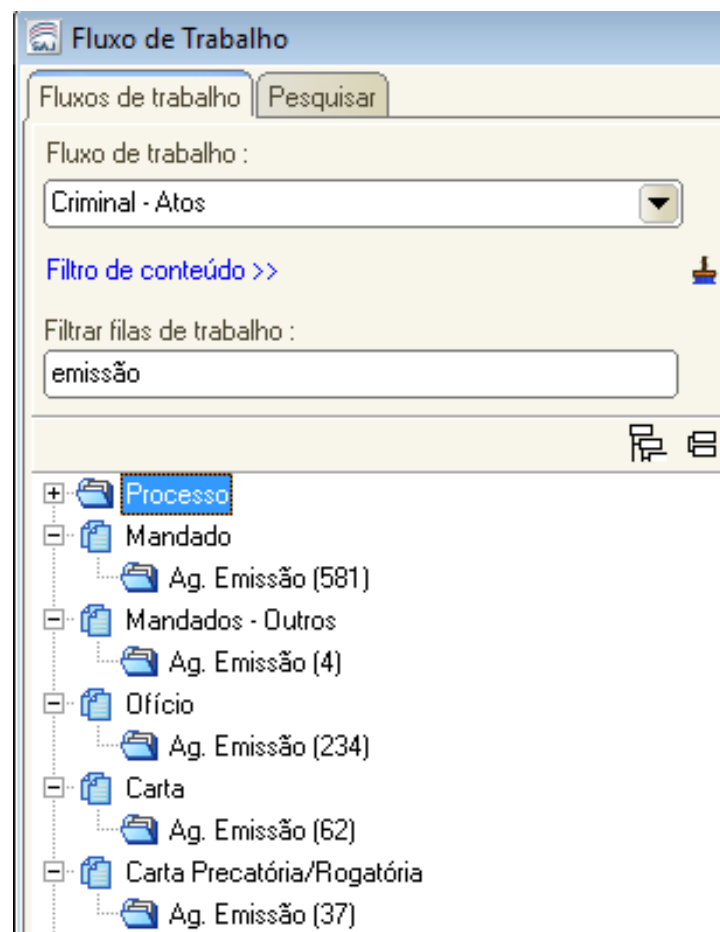 SAJ Fluxo de Trabalho
Fluxos de trabalho Pesquisar
Fluxo de trabalho :
Criminal - Atos
Filtro de conteúdo >>
Filtrar filas de trabalho :
emissão
Processo
Mandado
Ag. Emissão (581)
Mandados - Outros
Ag. Emissão (4)
Ofício
Ag. Emissão (234)
Carta
Ag. Emissão (62)
Carta Precatória/Rogatória
Ag. Emissão (37)